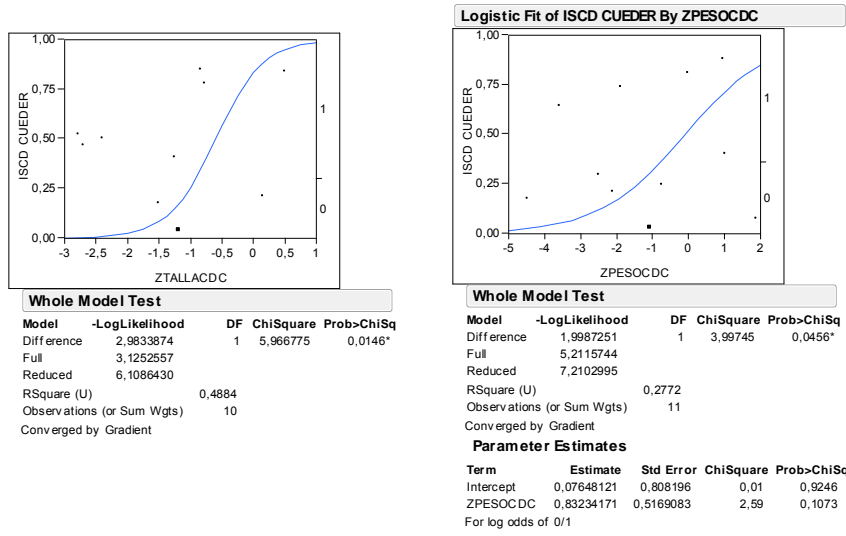 1,00
0,75
0,50
0,25
0,00
ISCD CUEDER
1
0
-3 -2,5 -2 -1,5 -1 -0,5 0 0,5 1
ZTALLACDC
Whole Model Test
Model -LogLikelihood DF ChiSquare Prob>ChiSq
Difference 2,9833874 1 5,966775 0,0146*
Full 3,1252557
Reduced 6,1086430
RSquare (U) 0,4884
Observations (or Sum Wgts) 10
Converged by Gradient
Logistic Fit of ISCD CUEDER By ZPESOCDC
1,00
0,75
0,50
0,25
0,00
ISCD CUEDER
1
0
-5 -4 -3 -2 -1 0 1 2
ZPESOCDC
Whole Model Test
Model -LogLikelihood DF ChiSquare Prob>ChiSq
Difference 1,9987251 1 3,99745 0,0456*
Full 5,2115744
Reduced 7,2102995
RSquare (U) 0,2772
Observations (or Sum Wgts) 11
Converged by Gradient
Parameter Estimates
Term Estimate Std Error ChiSquare Prob>ChiSq
Intercept 0,07648121 0,808196 0,01 0,9246
ZPESOCDC 0,83234171 0,5169083 2,59 0,1073
For log odds of 0/1